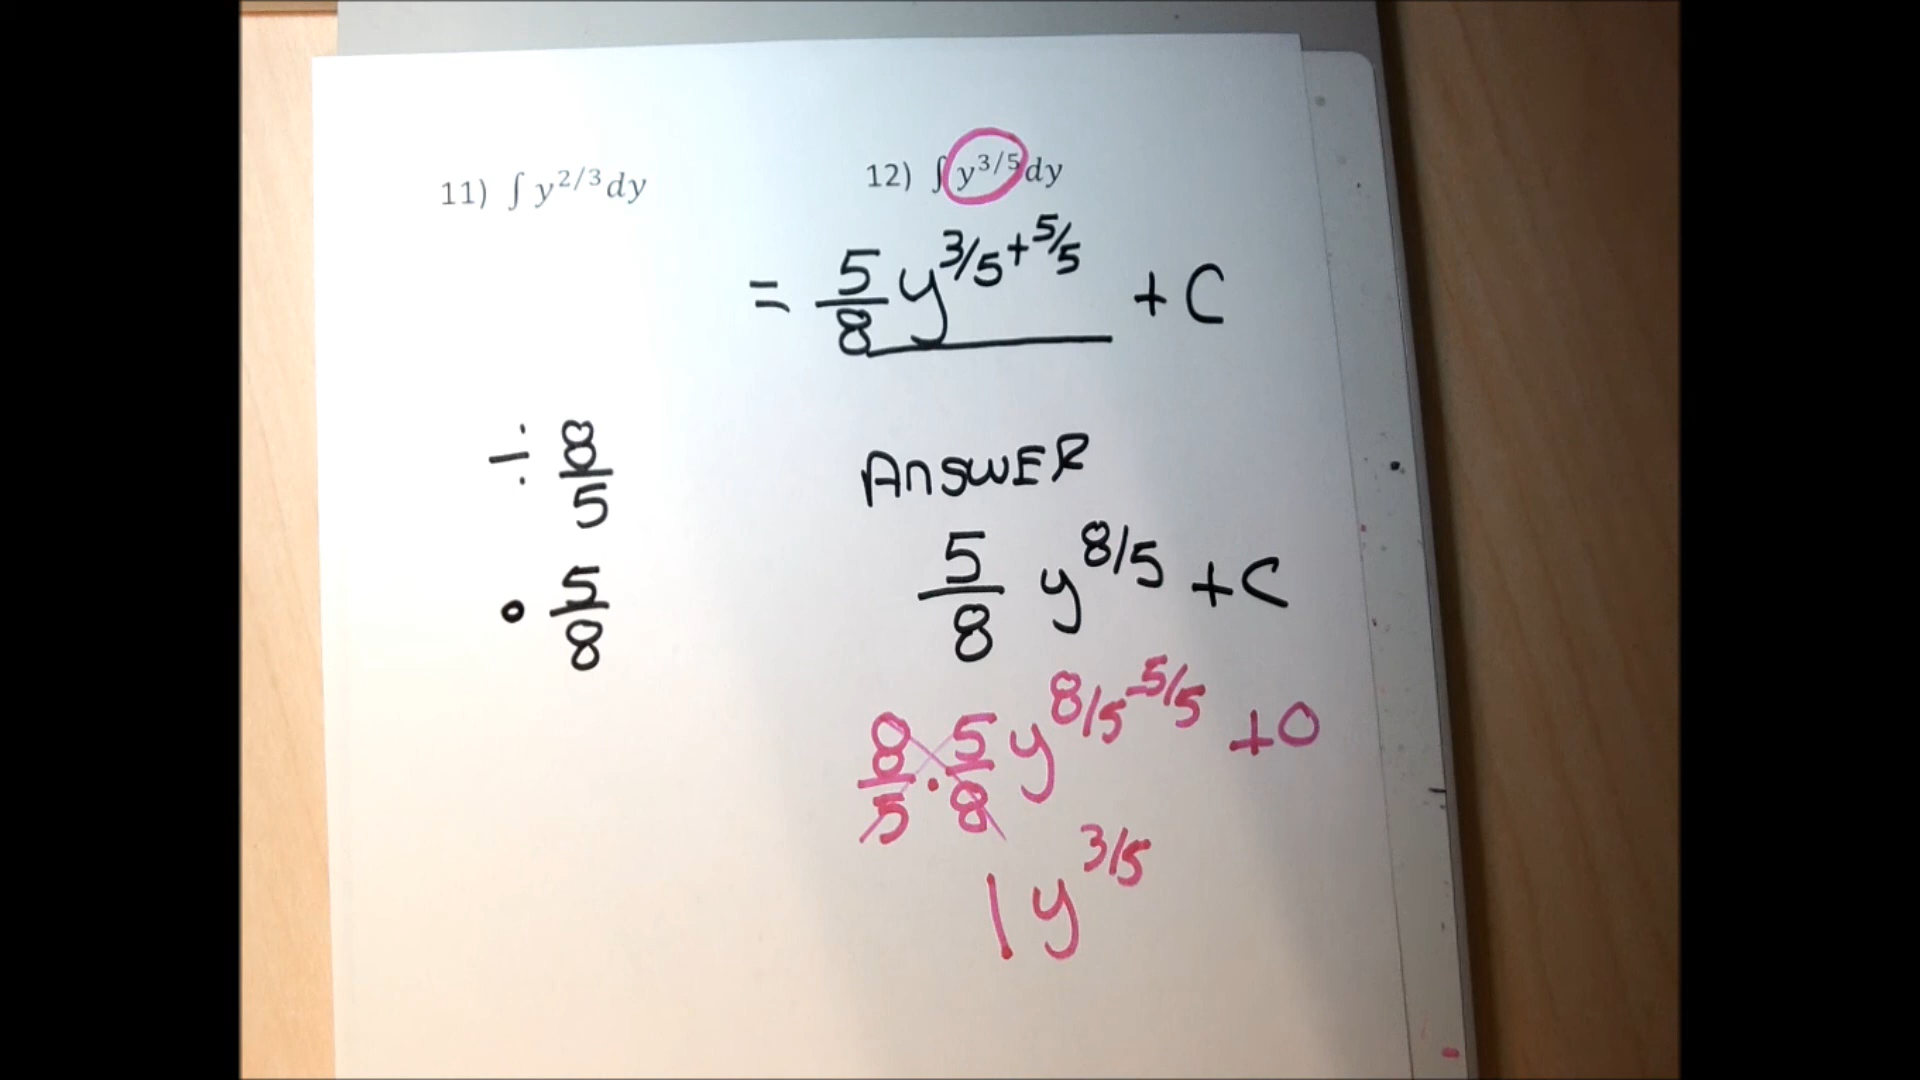 11) ∫ y^{2/3} dy
12) ∫ y^{3/5} dy
= 5/8 y^{3/5 + 5/5} + C
÷ 8/5
• 5/8
ANSWER
5/8 y^{8/5} + C
8/5 · 5/8 y^{8/5 - 5/5} + 0
1 y^{3/5}